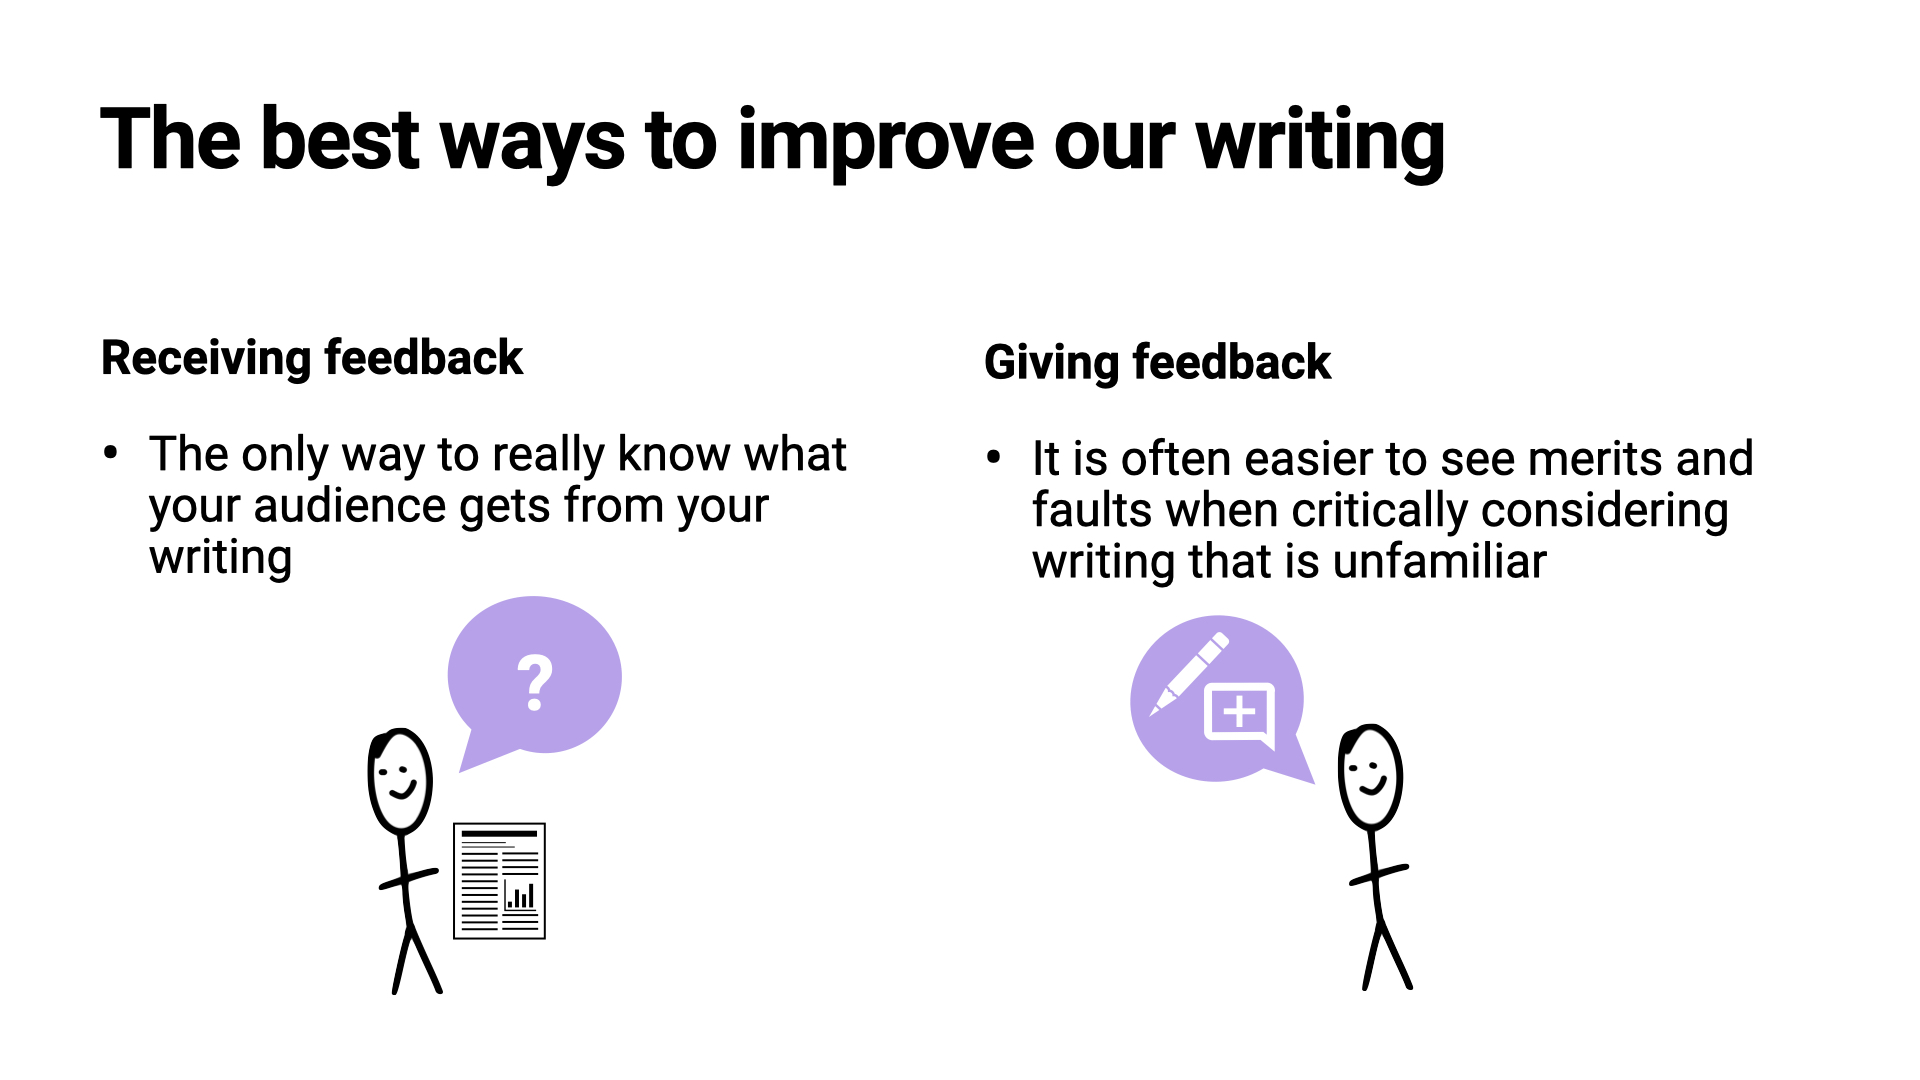 The best ways to improve our writing
Receiving feedback
• The only way to really know what
your audience gets from your
writing
Giving feedback
• It is often easier to see merits and
faults when critically considering
writing that is unfamiliar
?